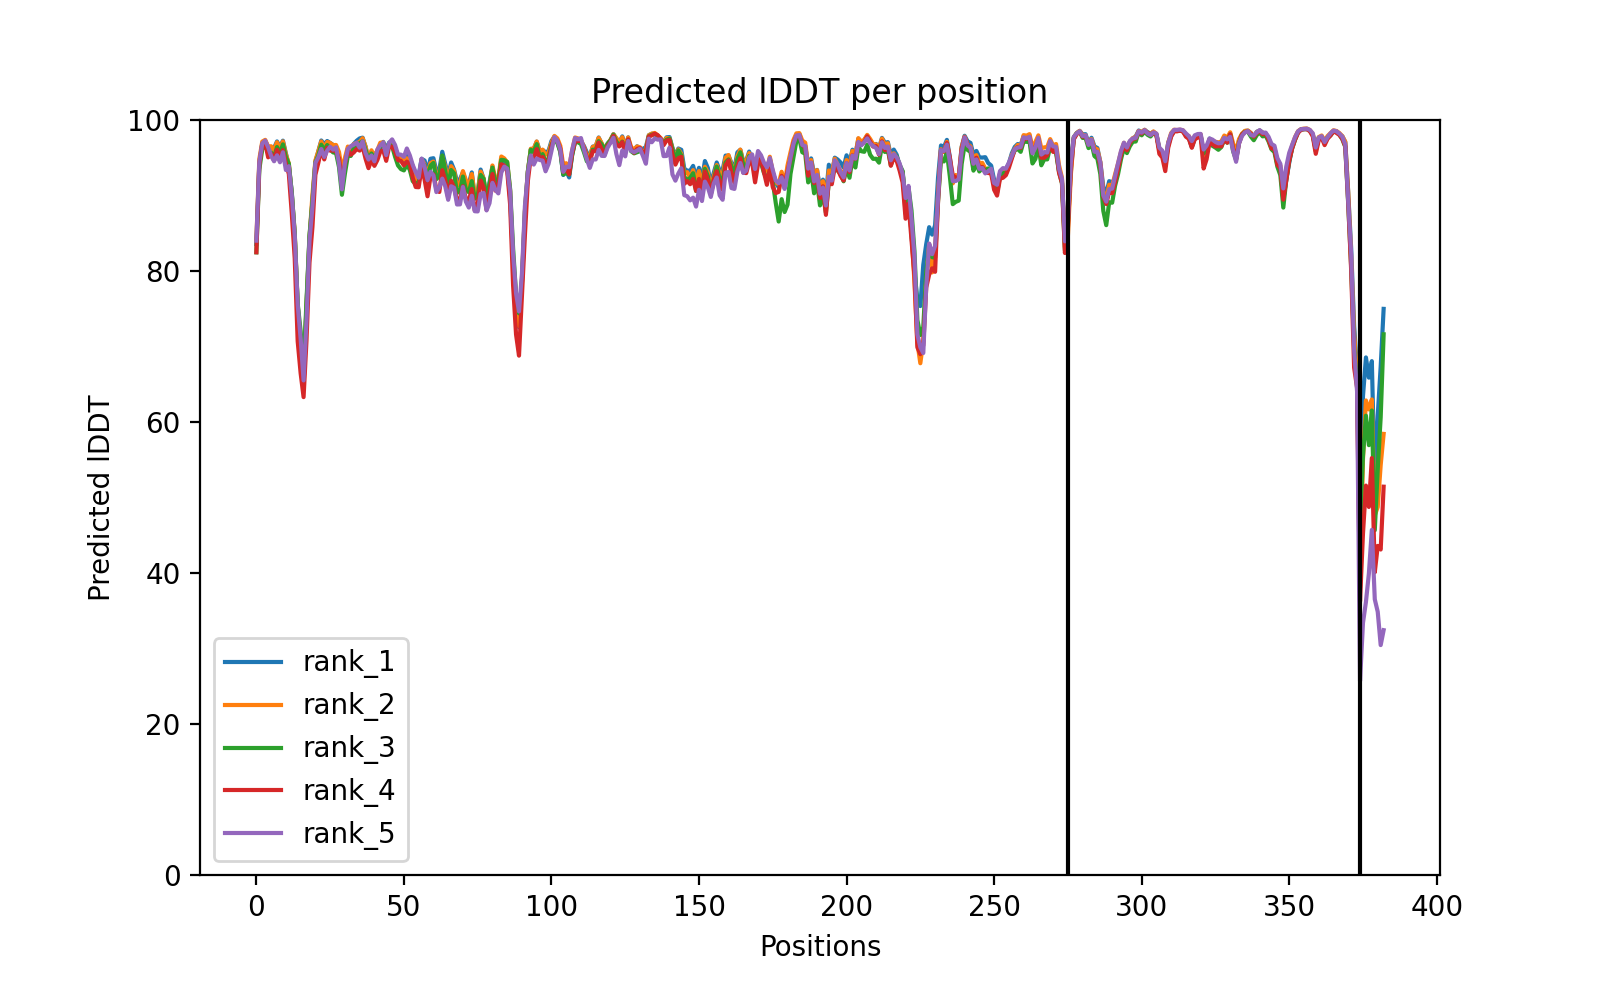 Predicted lDDT per position
100
80
60
40
20
0
Predicted lDDT
rank_1
rank_2
rank_3
rank_4
rank_5
0 50 100 150 200 250 300 350 400
Positions